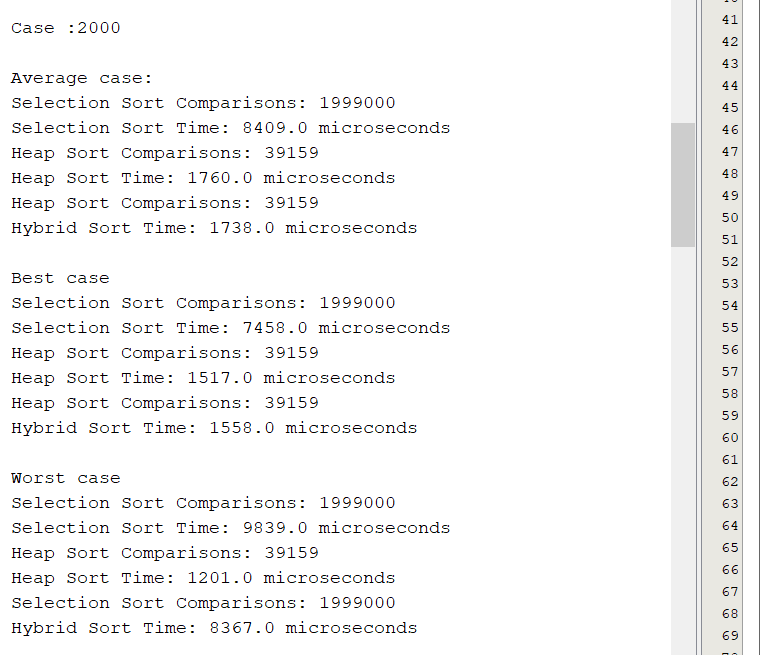 Case :2000
Average case:
Selection Sort Comparisons: 1999000
Selection Sort Time: 8409.0 microseconds
Heap Sort Comparisons: 39159
Heap Sort Time: 1760.0 microseconds
Heap Sort Comparisons: 39159
Hybrid Sort Time: 1738.0 microseconds
Best case
Selection Sort Comparisons: 1999000
Selection Sort Time: 7458.0 microseconds
Heap Sort Comparisons: 39159
Heap Sort Time: 1517.0 microseconds
Heap Sort Comparisons: 39159
Hybrid Sort Time: 1558.0 microseconds
Worst case
Selection Sort Comparisons: 1999000
Selection Sort Time: 9839.0 microseconds
Heap Sort Comparisons: 39159
Heap Sort Time: 1201.0 microseconds
Selection Sort Comparisons: 1999000
Hybrid Sort Time: 8367.0 microseconds
41
42
43
44
45
46
47
48
49
50
51
52
53
54
55
56
57
58
59
60
61
62
63
64
65
66
67
68
69